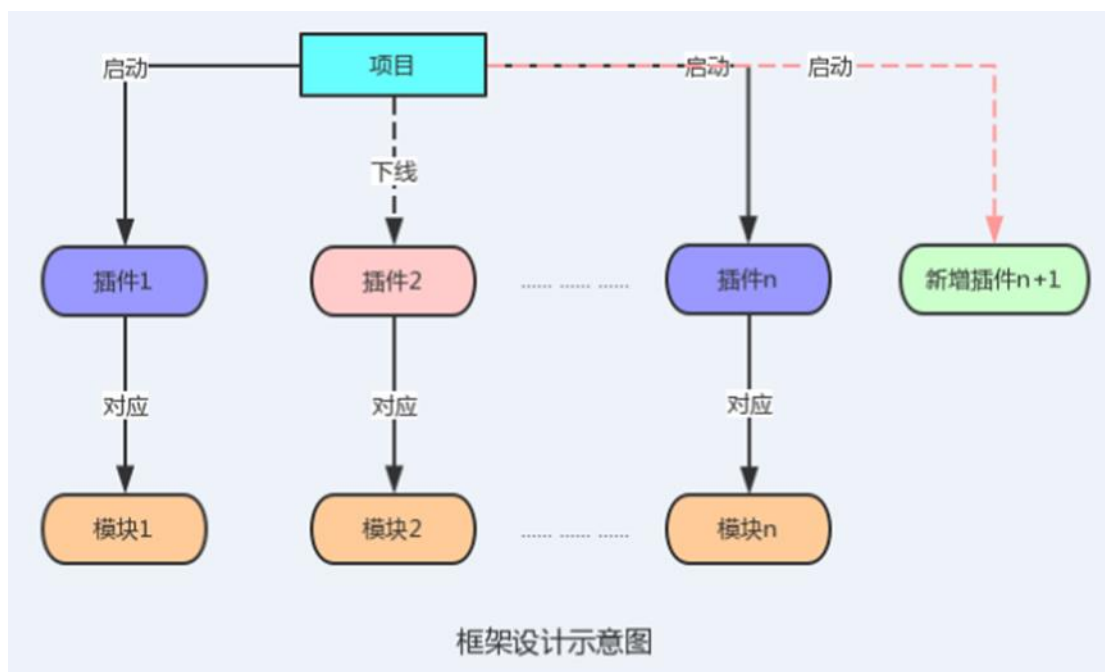 项目
启动
启动
启动
下线
插件1
插件2
...... ...... ......
插件n
新增插件n+1
对应
对应
对应
模块1
模块2
...... ...... ......
模块n
框架设计示意图